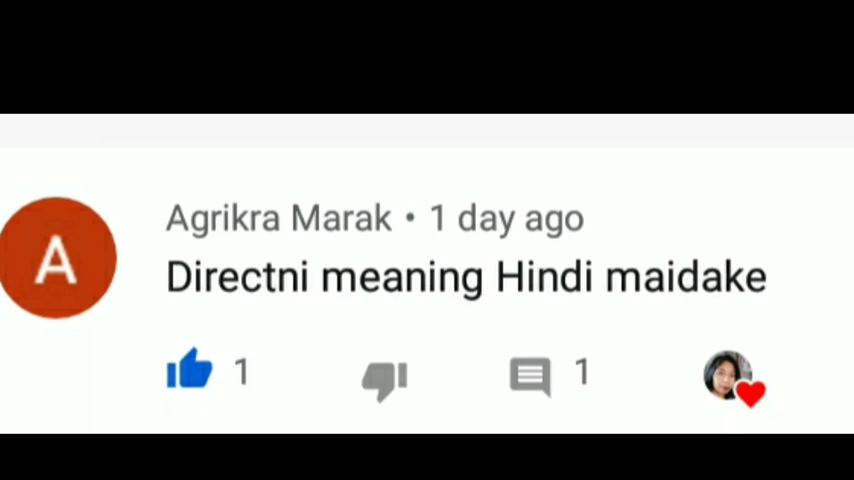 A
Agrikra Marak • 1 day ago
Directni meaning Hindi maidake
1 1